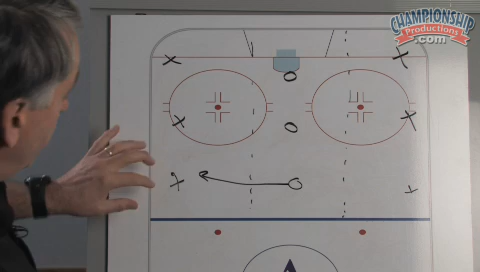 CHAMPIONSHIP
Productions
.com
X X
O
X O X
X O X